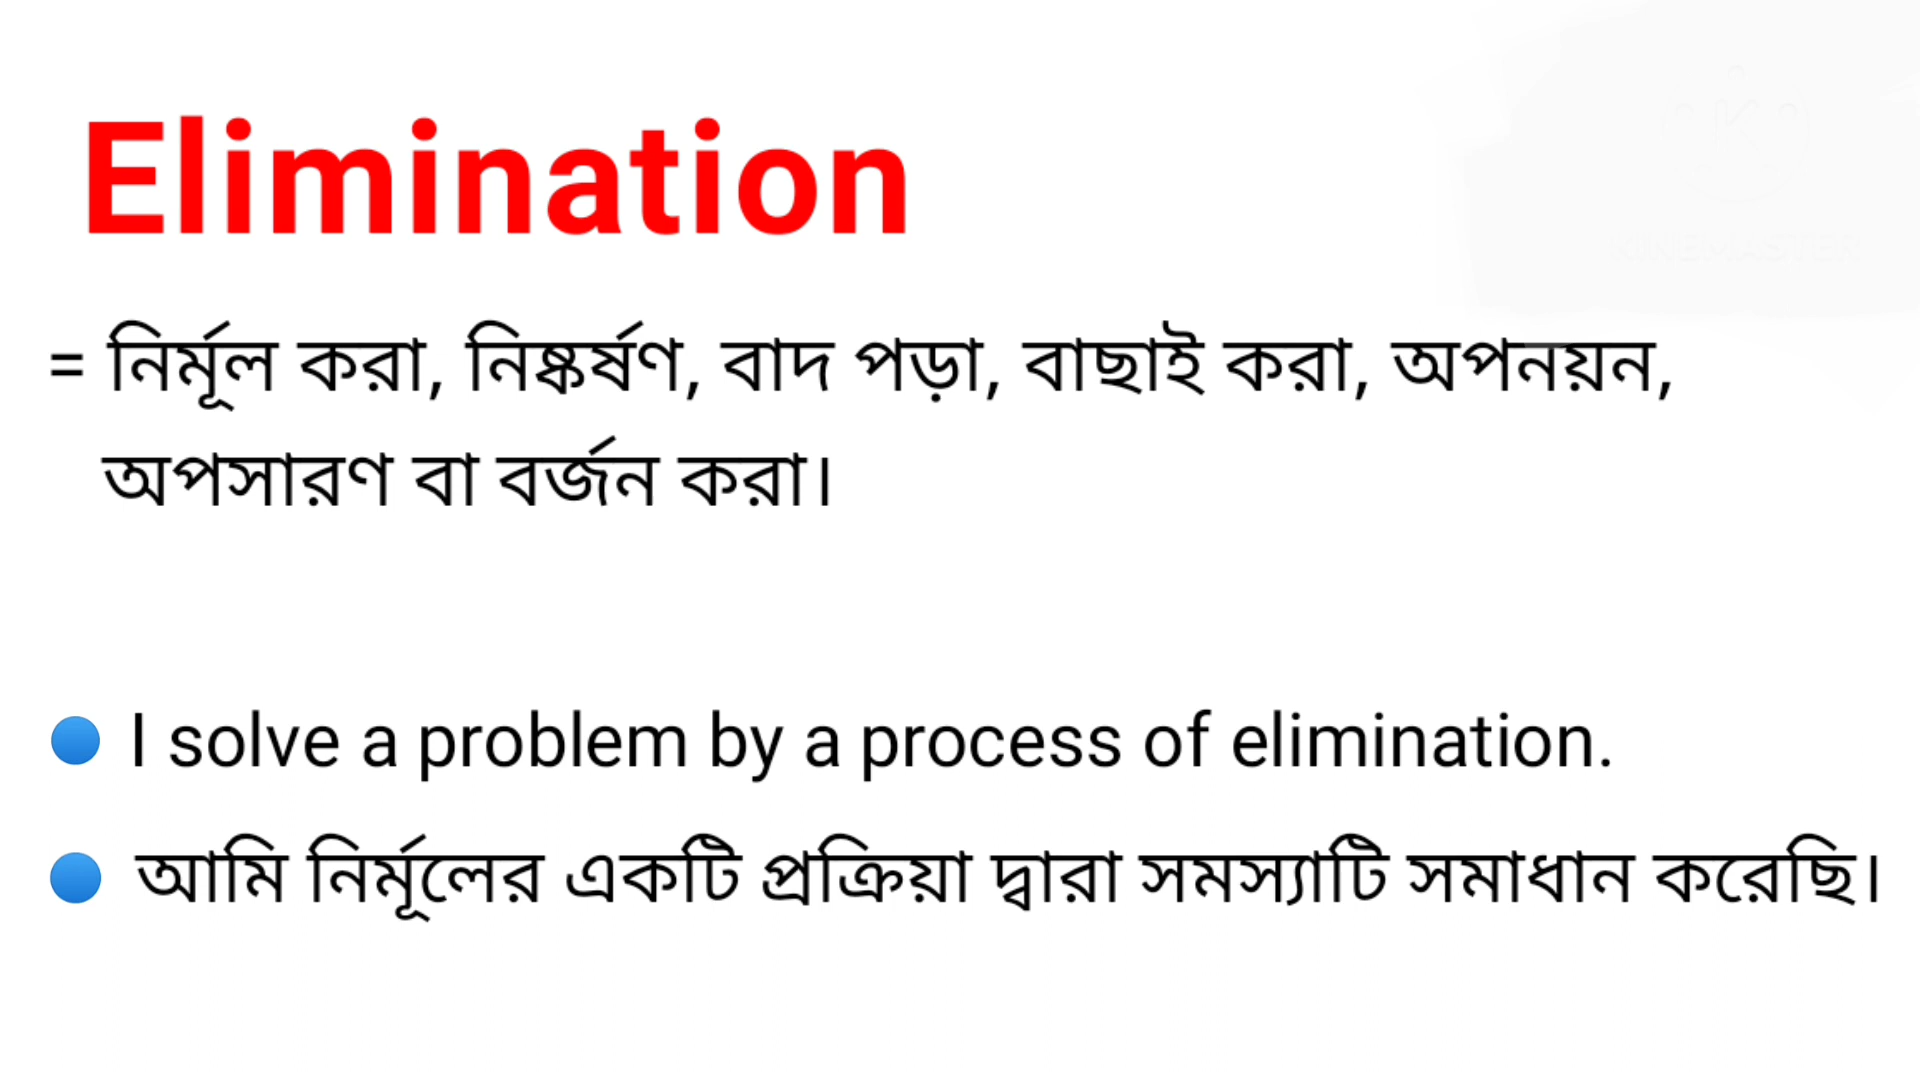 Elimination
= নির্মূল করা, নিষ্কর্ষণ, বাদ পড়া, বাছাই করা, অপনয়ন,
অপসারণ বা বর্জন করা।
I solve a problem by a process of elimination.
আমি নির্মূলের একটি প্রক্রিয়া দ্বারা সমস্যাটি সমাধান করেছি।